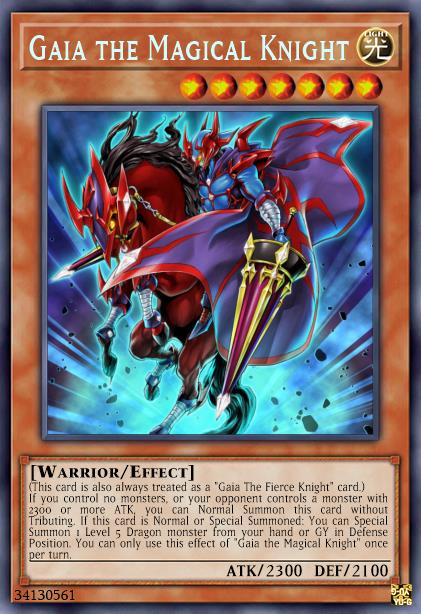 GAIA THE MAGICAL KNIGHT
LIGHT
光
[WARRIOR/EFFECT]
(This card is also always treated as a "Gaia The Fierce Knight" card.)
If you control no monsters, or your opponent controls a monster with
2300 or more ATK, you can Normal Summon this card without
Tributing. If this card is Normal or Special Summoned: You can Special
Summon 1 Level 5 Dragon monster from your hand or GY in Defense
Position. You can only use this effect of "Gaia the Magical Knight" once
per turn.
ATK/2300 DEF/2100
34130561